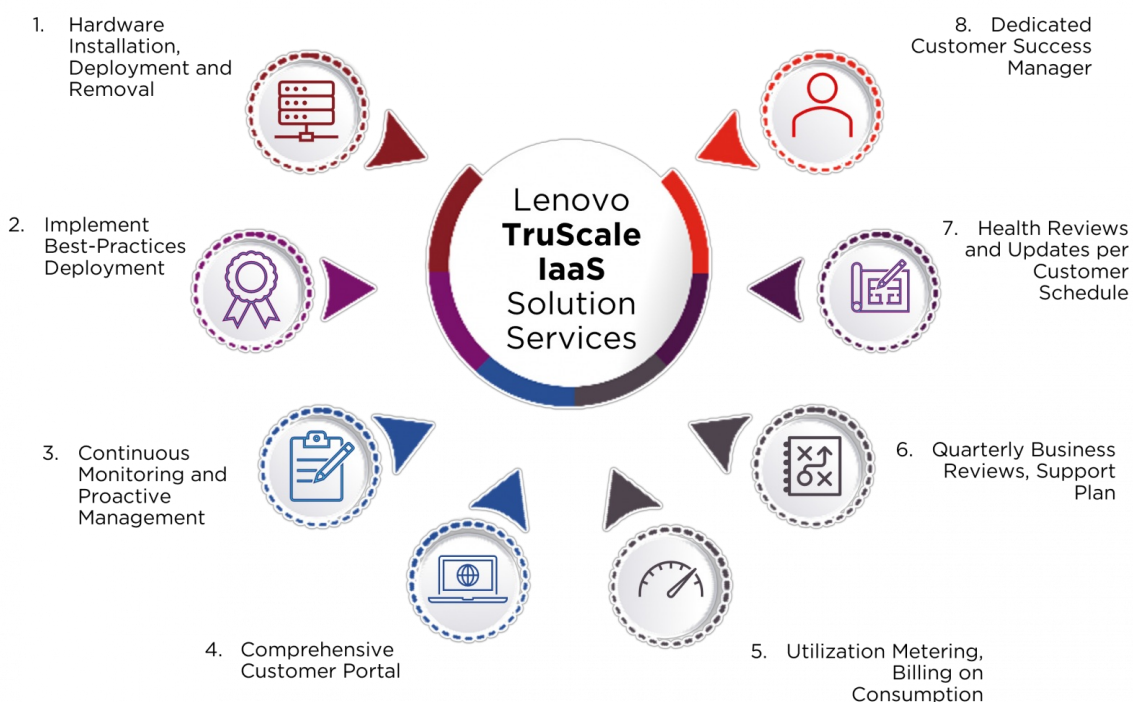 1. Hardware
Installation,
Deployment and
Removal
2. Implement
Best-Practices
Deployment
3. Continuous
Monitoring and
Proactive
Management
4. Comprehensive
Customer Portal
5. Utilization Metering,
Billing on
Consumption
6. Quarterly Business
Reviews, Support
Plan
7. Health Reviews
and Updates per
Customer
Schedule
8. Dedicated
Customer Success
Manager
Lenovo
TruScale
IaaS
Solution
Services